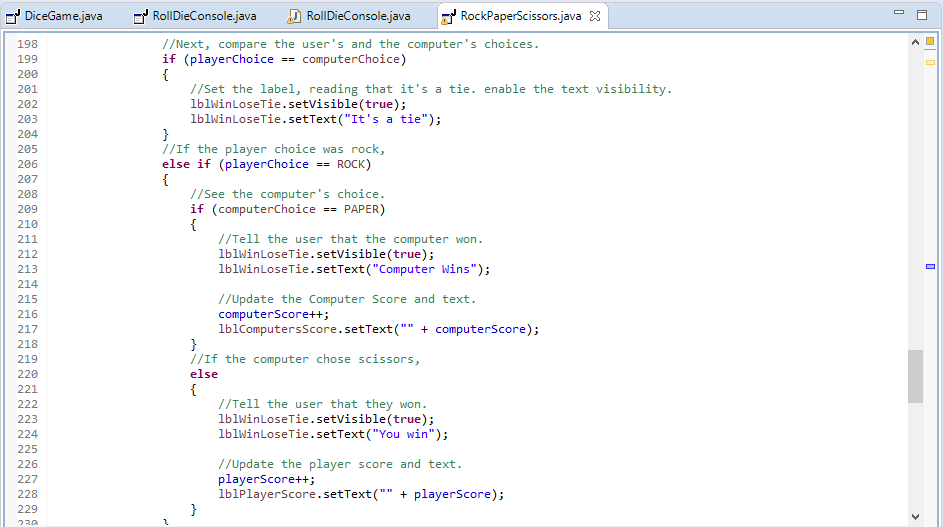 DiceGame.java RollDieConsole.java RollDieConsole.java RockPaperScissors.java
198 //Next, compare the user's and the computer's choices.
199 if (playerChoice == computerChoice)
200 {
201 //Set the label, reading that it's a tie. enable the text visibility.
202 lblWinLoseTie.setVisible(true);
203 lblWinLoseTie.setText("It's a tie");
204 }
205 //If the player choice was rock,
206 else if (playerChoice == ROCK)
207 {
208 //See the computer's choice.
209 if (computerChoice == PAPER)
210 {
211 //Tell the user that the computer won.
212 lblWinLoseTie.setVisible(true);
213 lblWinLoseTie.setText("Computer Wins");
214
215 //Update the Computer Score and text.
216 computerScore++;
217 lblComputersScore.setText("" + computerScore);
218 }
219 //If the computer chose scissors,
220 else
221 {
222 //Tell the user that they won.
223 lblWinLoseTie.setVisible(true);
224 lblWinLoseTie.setText("You win");
225
226 //Update the player score and text.
227 playerScore++;
228 lblPlayerScore.setText("" + playerScore);
229 }
230 }